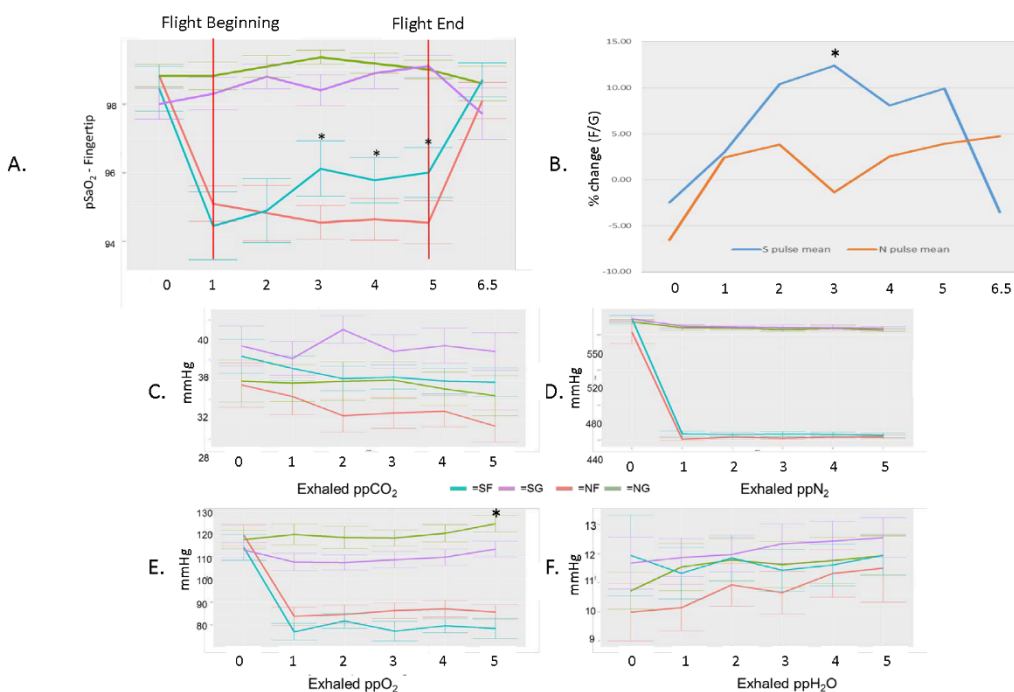 Flight Beginning
Flight End
A.
pSaO2 - Fingertip
98
96
94
*
*
*
0 1 2 3 4 5 6.5
B.
% change (F/G)
15.00
10.00
5.00
0.00
-5.00
-10.00
*
S pulse mean
N pulse mean
0 1 2 3 4 5 6.5
C.
mmHg
40
36
32
28
0 1 2 3 4 5
Exhaled ppCO2
D.
mmHg
550
520
480
440
0 1 2 3 4 5
Exhaled ppN2
=SF =SG =NF =NG
E.
mmHg
130
120
110
100
90
80
*
0 1 2 3 4 5
Exhaled ppO2
F.
mmHg
13
12
11
10
9
0 1 2 3 4 5
Exhaled ppH2O